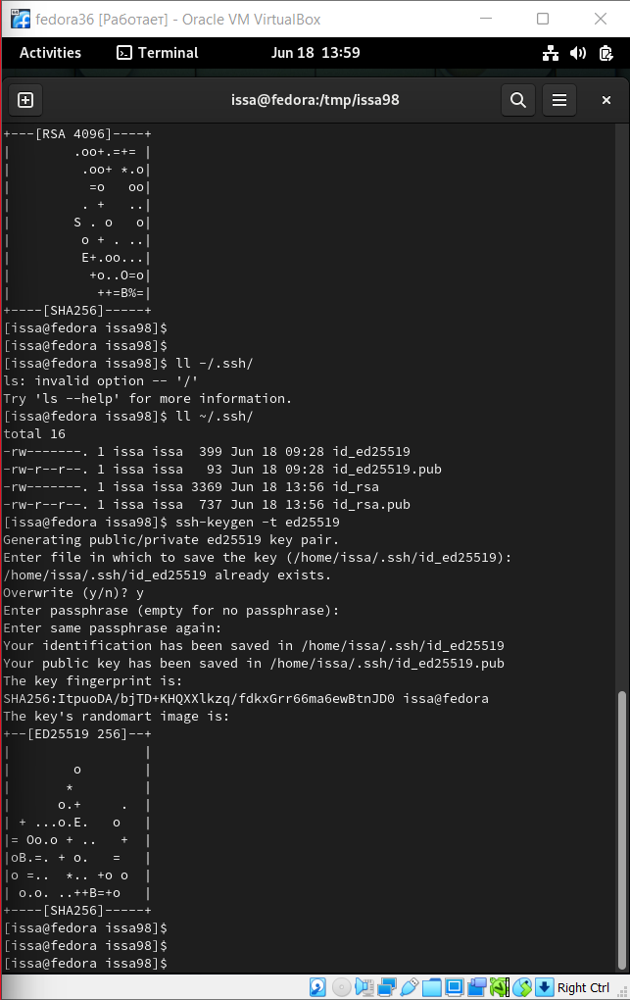 fedora36 [Работает] - Oracle VM VirtualBox
Activities Terminal Jun 18 13:59
issa@fedora:/tmp/issa98
+---[RSA 4096]----+
|        .oo+.=+= |
|         .oo+ *.o|
|          =o   oo|
|         . +   ..|
|        S . o   o|
|         o + . ..|
|         E+.oo...|
|          +o..O=o|
|           ++=B%=|
+----[SHA256]-----+
[issa@fedora issa98]$
[issa@fedora issa98]$
[issa@fedora issa98]$ ll -/.ssh/
ls: invalid option -- '/'
Try 'ls --help' for more information.
[issa@fedora issa98]$ ll ~/.ssh/
total 16
-rw-------. 1 issa issa  399 Jun 18 09:28 id_ed25519
-rw-r--r--. 1 issa issa   93 Jun 18 09:28 id_ed25519.pub
-rw-------. 1 issa issa 3369 Jun 18 13:56 id_rsa
-rw-r--r--. 1 issa issa  737 Jun 18 13:56 id_rsa.pub
[issa@fedora issa98]$ ssh-keygen -t ed25519
Generating public/private ed25519 key pair.
Enter file in which to save the key (/home/issa/.ssh/id_ed25519):
/home/issa/.ssh/id_ed25519 already exists.
Overwrite (y/n)? y
Enter passphrase (empty for no passphrase):
Enter same passphrase again:
Your identification has been saved in /home/issa/.ssh/id_ed25519
Your public key has been saved in /home/issa/.ssh/id_ed25519.pub
The key fingerprint is:
SHA256:ItpuoDA/bjTD+KHQXXlkzq/fdkxGrr66ma6ewBtnJD0 issa@fedora
The key's randomart image is:
+--[ED25519 256]--+
|                 |
|        o        |
|       *         |
|      o.+     .  |
| + ...o.E.   o   |
|= Oo.o + ..   +  |
|oB.=. + o.   =   |
|o =..  *.. +o o  |
| o.o. ..++B=+o   |
+----[SHA256]-----+
[issa@fedora issa98]$
[issa@fedora issa98]$
[issa@fedora issa98]$
Right Ctrl